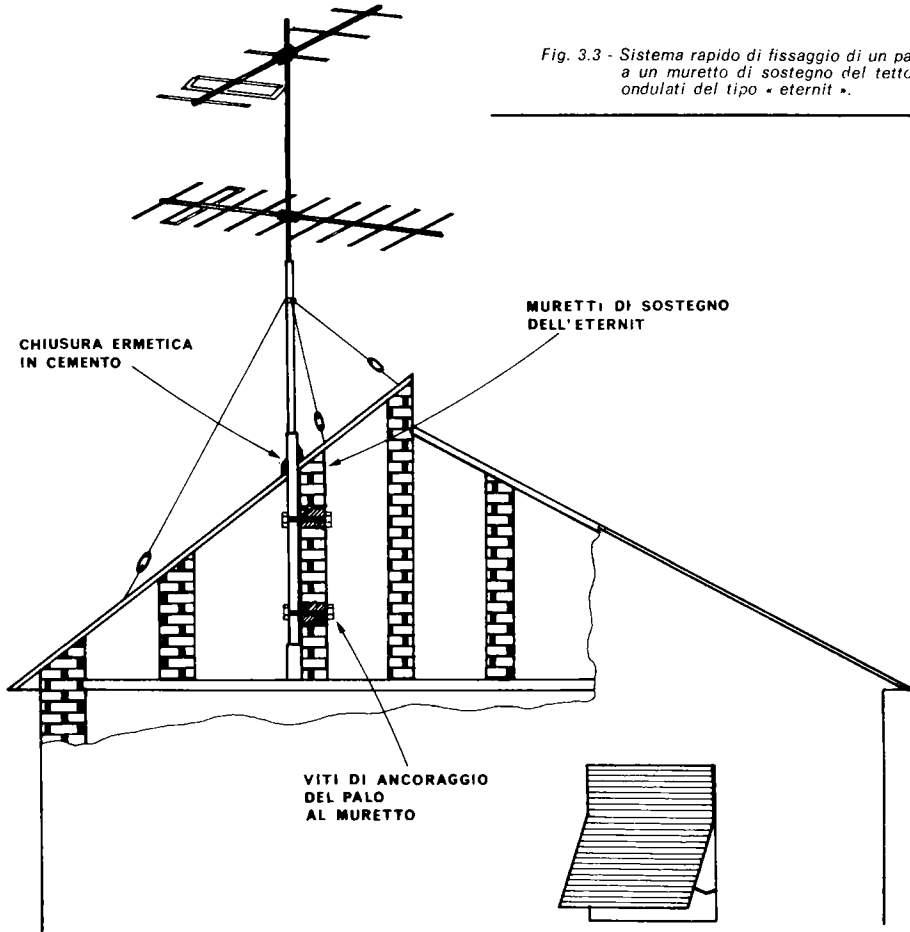 Fig. 3.3 - Sistema rapido di fissaggio di un pa
a un muretto di sostegno del tetto
ondulati del tipo « eternit ».
MURETTI DI SOSTEGNO
DELL'ETERNIT
CHIUSURA ERMETICA
IN CEMENTO
VITI DI ANCORAGGIO
DEL PALO
AL MURETTO